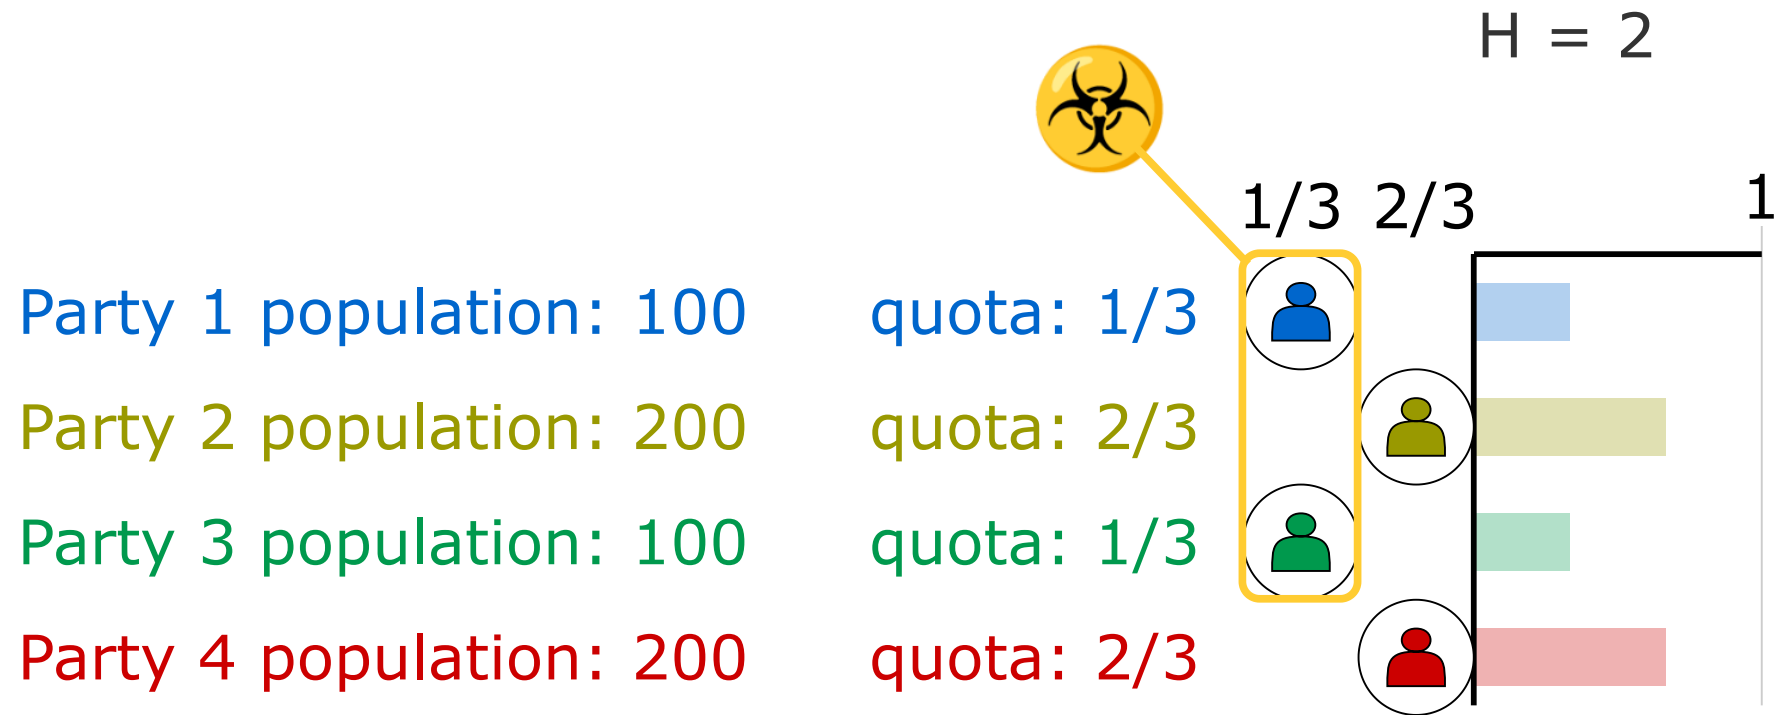 H = 2
1/3 2/3 1
Party 1 population: 100 quota: 1/3
Party 2 population: 200 quota: 2/3
Party 3 population: 100 quota: 1/3
Party 4 population: 200 quota: 2/3